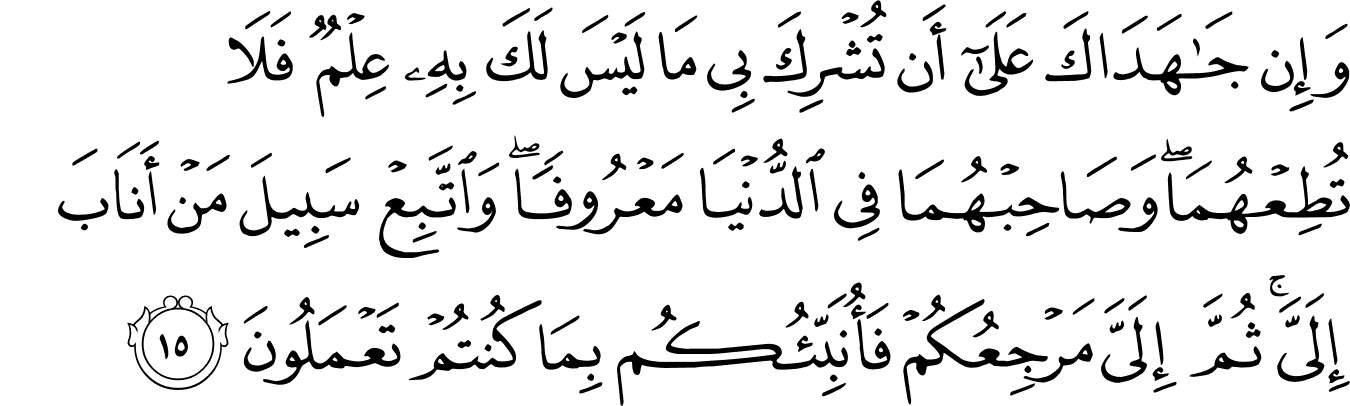 وَإِن جَـٰهَدَاكَ عَلَىٰٓ أَن تُشْرِكَ بِى مَا لَيْسَ لَكَ بِهِۦ عِلْمٌ فَلَا
تُطِعْهُمَا ۖ وَصَاحِبْهُمَا فِى ٱلدُّنْيَا مَعْرُوفًا ۖ وَٱتَّبِعْ سَبِيلَ مَنْ أَنَابَ
إِلَىَّ ۚ ثُمَّ إِلَىَّ مَرْجِعُكُمْ فَأُنَبِّئُكُم بِمَا كُنتُمْ تَعْمَلُونَ ١٥